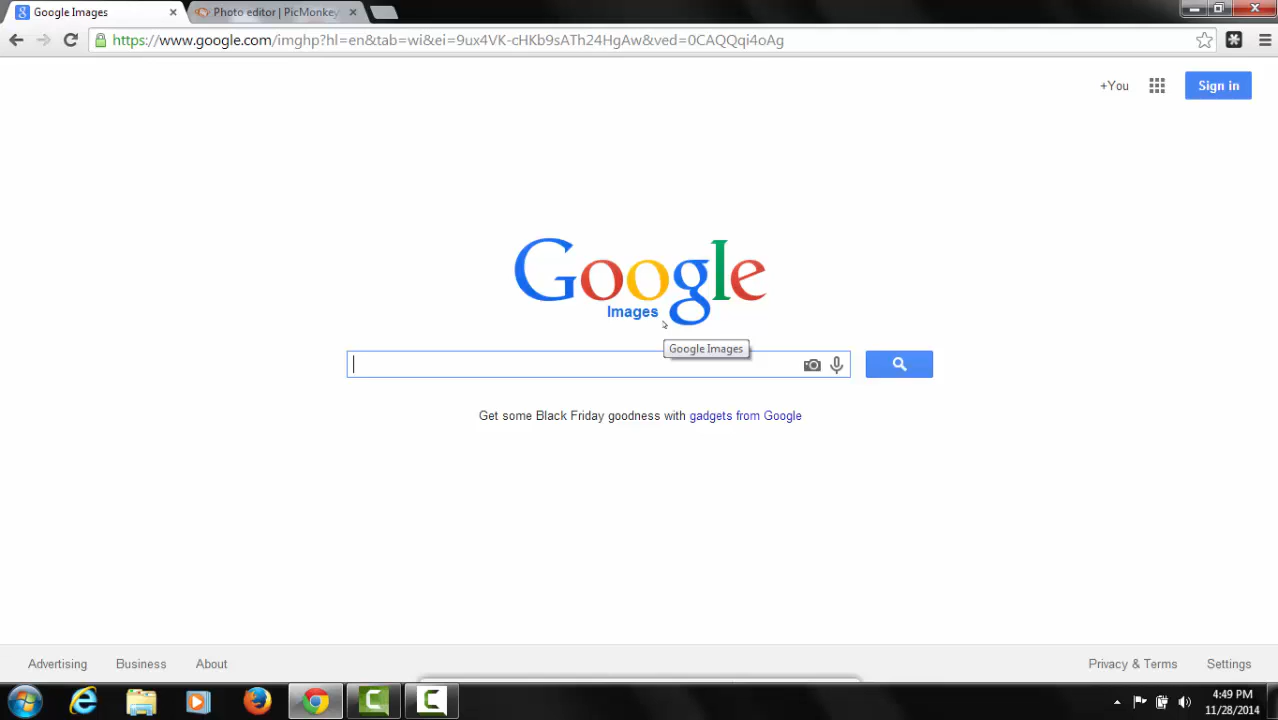 Google Images
Photo editor | PicMonkey
https://www.google.com/imghp?hl=en&tab=wi&ei=9ux4VK-cHKb9sATh24HgAw&ved=0CAQQqi4oAg
+You
Sign in
Google
Images
Google Images
Get some Black Friday goodness with gadgets from Google
Advertising
Business
About
Privacy & Terms
Settings
4:49 PM
11/28/2014